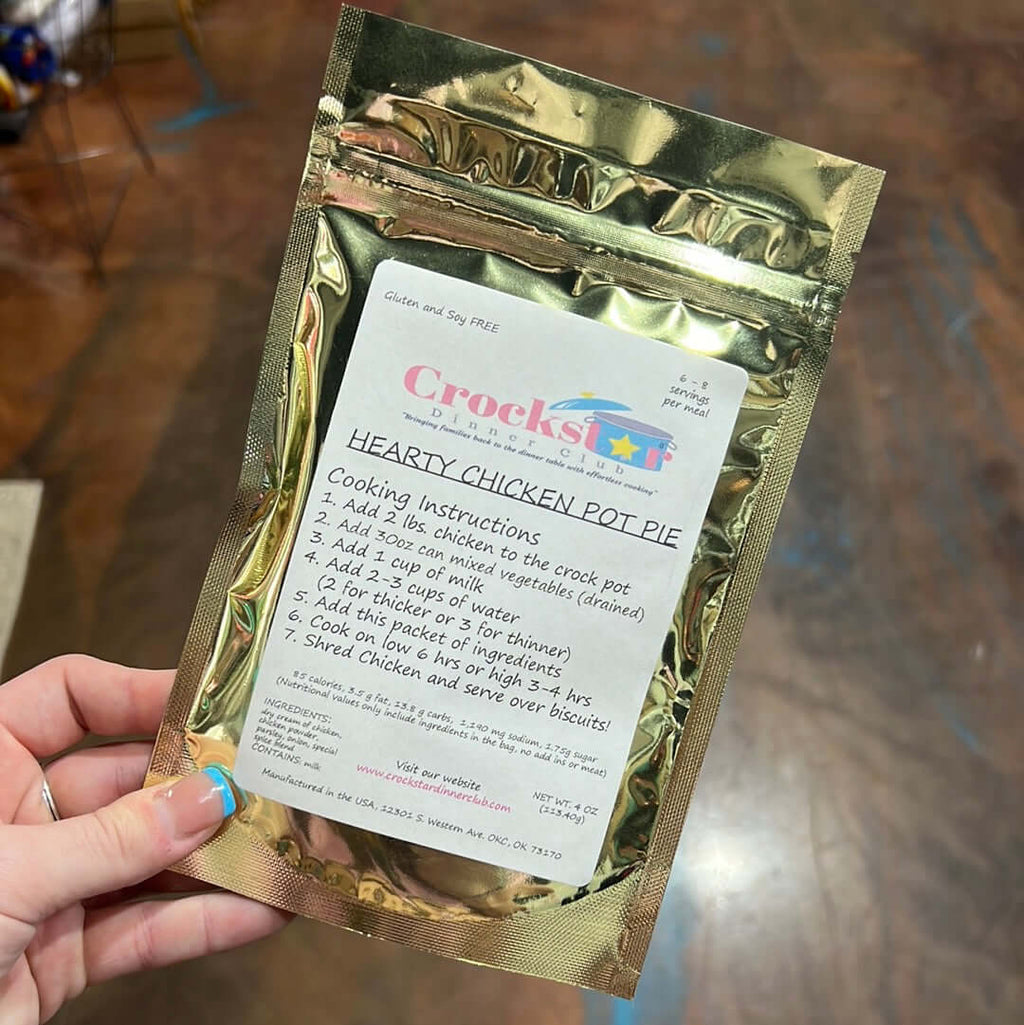 Gluten and Soy FREE
6 - 8
servings
per meal
Crockstar
Dinner Club
"Bringing families back to the dinner table with effortless cooking"
HEARTY CHICKEN POT PIE
Cooking Instructions
1. Add 2 lbs. chicken to the crock pot
2. Add 30oz can mixed vegetables (drained)
3. Add 1 cup of milk
4. Add 2-3 cups of water
(2 for thicker or 3 for thinner)
5. Add this packet of ingredients
6. Cook on low 6 hrs or high 3-4 hrs
7. Shred Chicken and serve over biscuits!
85 calories, 3.5 g fat, 13.8 g carbs, 1,190 mg sodium, 1.75g sugar
(Nutritional values only include ingredients in the bag, no add ins or meat)
INGREDIENTS:
dry cream of chicken,
chicken powder,
parsley, onion, special
spice blend
CONTAINS: milk
Visit our website
www.crockstardinnerclub.com
NET WT. 4 OZ
(113.40g)
Manufactured in the USA, 12301 S. Western Ave. OKC, OK 73170